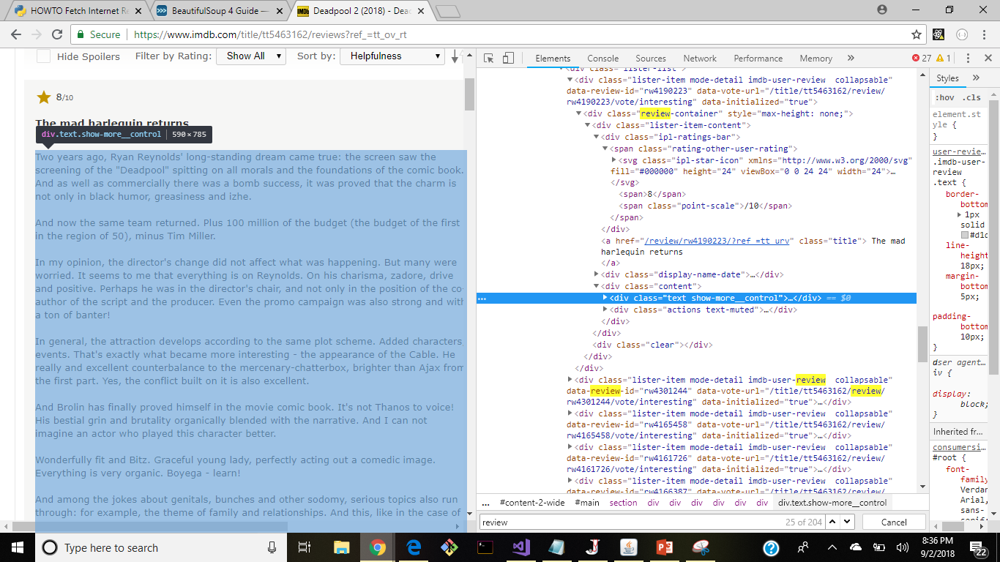 HOWTO Fetch Internet Re
BeautifulSoup 4 Guide —
IMDb Deadpool 2 (2018) - Dea
Secure https://www.imdb.com/title/tt5463162/reviews?ref_=tt_ov_rt
Hide Spoilers Filter by Rating: Show All Sort by: Helpfulness
8/10
The mad harlequin returns
div.text.show-more__control 590 × 785
Two years ago, Ryan Reynolds' long-standing dream came true: the screen saw the
screening of the "Deadpool" spitting on all morals and the foundations of the comic book.
And as well as commercially there was a bomb success, it was proved that the charm is
not only in black humor, greasiness and izhe.
And now the same team returned. Plus 100 million of the budget (the budget of the first
in the region of 50), minus Tim Miller.
In my opinion, the director's change did not affect what was happening. But many were
worried. It seems to me that everything is on Reynolds. On his charisma, zadore, drive
and positive. Perhaps he was in the director's chair, and not only in the position of the co-
author of the script and the producer. Even the promo campaign was also strong and with
a ton of banter!
In general, the attraction develops according to the same plot scheme. Added characters,
events. That's exactly what became more interesting - the appearance of the Cable. He
really and excellent counterbalance to the mercenary-chatterbox, brighter than Ajax from
the first part. Yes, the conflict built on it is also excellent.
And Brolin has finally proved himself in the movie comic book. It's not Thanos to voice!
His bestial grin and brutality organically blended with the narrative. And I can not
imagine an actor who played this character better.
Wonderfully fit and Bitz. Graceful young lady, perfectly acting out a comedic image.
Everything is very organic. Boyega - learn!
And among the jokes about genitals, bunches and other sodomy, serious topics also run
through: for example, the theme of family and relationships. And this, like in the case of
Elements Console Sources Network Performance Memory » 27 1
<div class="lister-list">
<div class="lister-item mode-detail imdb-user-review  collapsable"
data-review-id="rw4190223" data-vote-url="/title/tt5463162/review/
rw4190223/vote/interesting" data-initialized="true">
<div class="review-container" style="max-height: none;">
<div class="lister-item-content">
<div class="ipl-ratings-bar">
<span class="rating-other-user-rating">
<svg class="ipl-star-icon" xmlns="http://www.w3.org/2000/svg"
fill="#000000" height="24" viewBox="0 0 24 24" width="24">…
</svg>
<span>8</span>
<span class="point-scale">/10</span>
</span>
</div>
<a href="/review/rw4190223/?ref_=tt_urv" class="title"> The mad
harlequin returns
</a>
<div class="display-name-date">…</div>
<div class="content">
… <div class="text show-more__control">…</div> == $0
<div class="actions text-muted">…</div>
</div>
</div>
<div class="clear"></div>
</div>
</div>
<div class="lister-item mode-detail imdb-user-review  collapsable"
data-review-id="rw4301244" data-vote-url="/title/tt5463162/review/
rw4301244/vote/interesting" data-initialized="true">…</div>
<div class="lister-item mode-detail imdb-user-review  collapsable"
data-review-id="rw4165458" data-vote-url="/title/tt5463162/review/
rw4165458/vote/interesting" data-initialized="true">…</div>
<div class="lister-item mode-detail imdb-user-review  collapsable"
data-review-id="rw4161726" data-vote-url="/title/tt5463162/review/
rw4161726/vote/interesting" data-initialized="true">…</div>
<div class="lister-item mode-detail imdb-user-review  collapsable"
data-review-id="rw4166387" data-vote-url="/title/tt5463162/review/
... #content-2-wide #main section div div div div div div div.text.show-more__control
review 25 of 204 Cancel
Styles »
:hov .cls
element.st
yle {
}
user-revie…
.imdb-user-
review
.text {
border-
bottom
1px
solid
#d1d
line-
height
18px;
margin-
bottom
5px;
padding-
bottom
10px;
}
iv {
display:
block;
}
Inherited fr…
consumersi…
#root {
font-
family
Verdan
Arial,
sans-
serif;
Type here to search
8:36 PM
9/2/2018
22